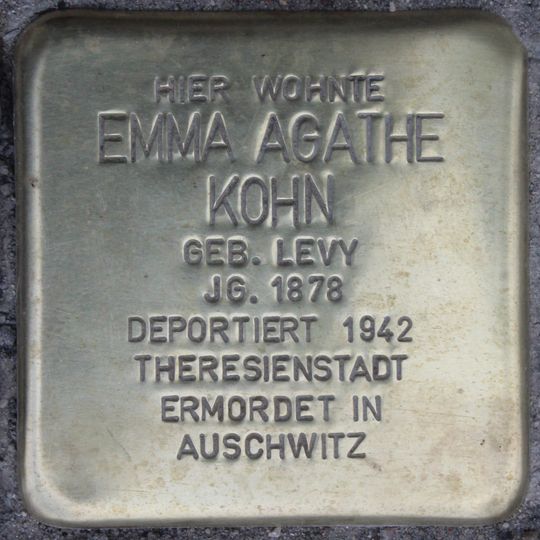 HIER WOHNTE
EMMA AGATHE
KOHN
GEB. LEVY
JG. 1878
DEPORTIERT 1942
THERESIENSTADT
ERMORDET IN
AUSCHWITZ